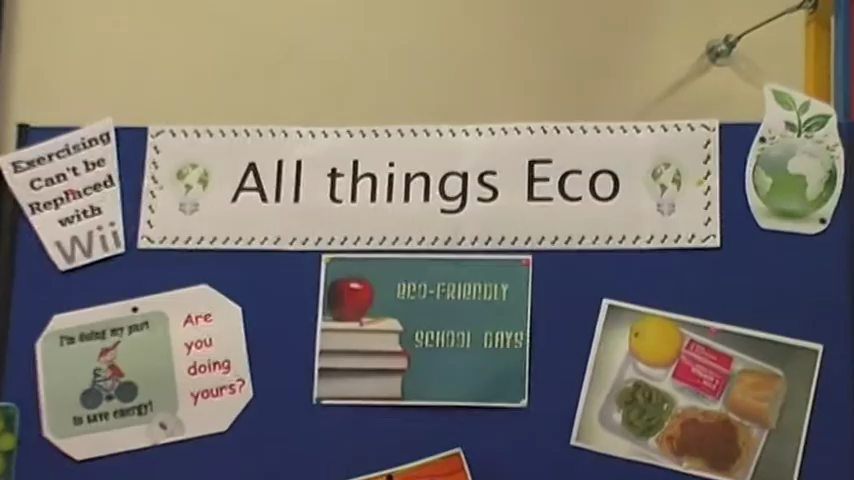 All things Eco
Exercising
Can't be
Replaced
with
Wii
I'm doing my part
to save energy!
Are
you
doing
yours?
ECO-FRIENDLY
SCHOOL DAYS